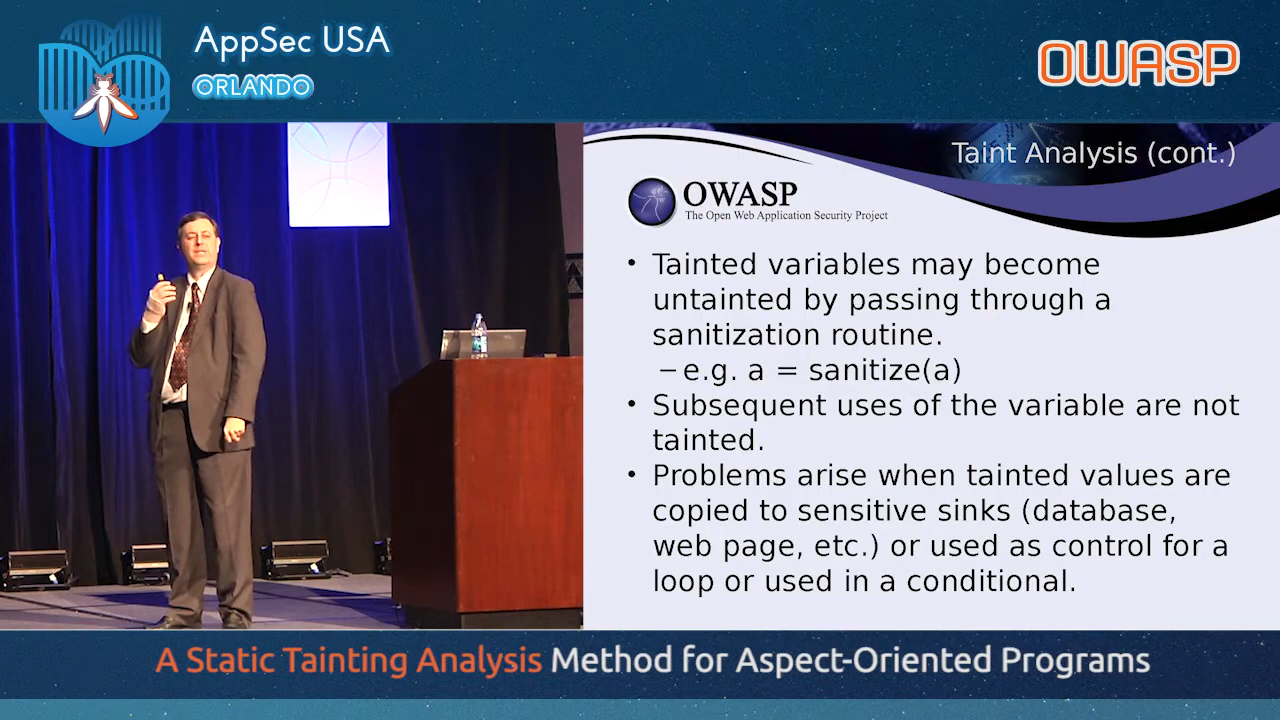 AppSec USA
ORLANDO
OWASP
Taint Analysis (cont.)
OWASP
The Open Web Application Security Project
• Tainted variables may become
untainted by passing through a
sanitization routine.
– e.g. a = sanitize(a)
• Subsequent uses of the variable are not
tainted.
• Problems arise when tainted values are
copied to sensitive sinks (database,
web page, etc.) or used as control for a
loop or used in a conditional.
A Static Tainting Analysis Method for Aspect-Oriented Programs